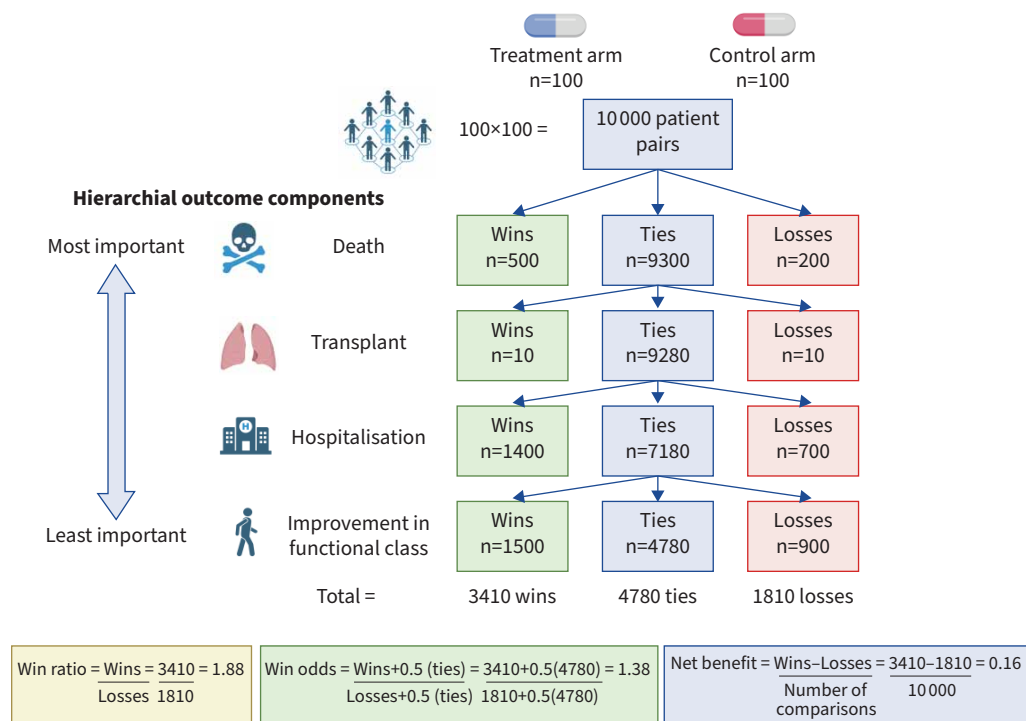 Treatment arm
n=100
Control arm
n=100
100×100 =
10 000 patient
pairs
Hierarchial outcome components
Most important
Death
Wins
n=500
Ties
n=9300
Losses
n=200
Transplant
Wins
n=10
Ties
n=9280
Losses
n=10
H
Hospitalisation
Wins
n=1400
Ties
n=7180
Losses
n=700
Least important
Improvement in
functional class
Wins
n=1500
Ties
n=4780
Losses
n=900
Total =
3410 wins
4780 ties
1810 losses
Win ratio = Wins = 3410 = 1.88
Losses 1810
Win odds = Wins+0.5 (ties) = 3410+0.5(4780) = 1.38
Losses+0.5 (ties) 1810+0.5(4780)
Net benefit = Wins–Losses = 3410–1810 = 0.16
Number of 10 000
comparisons